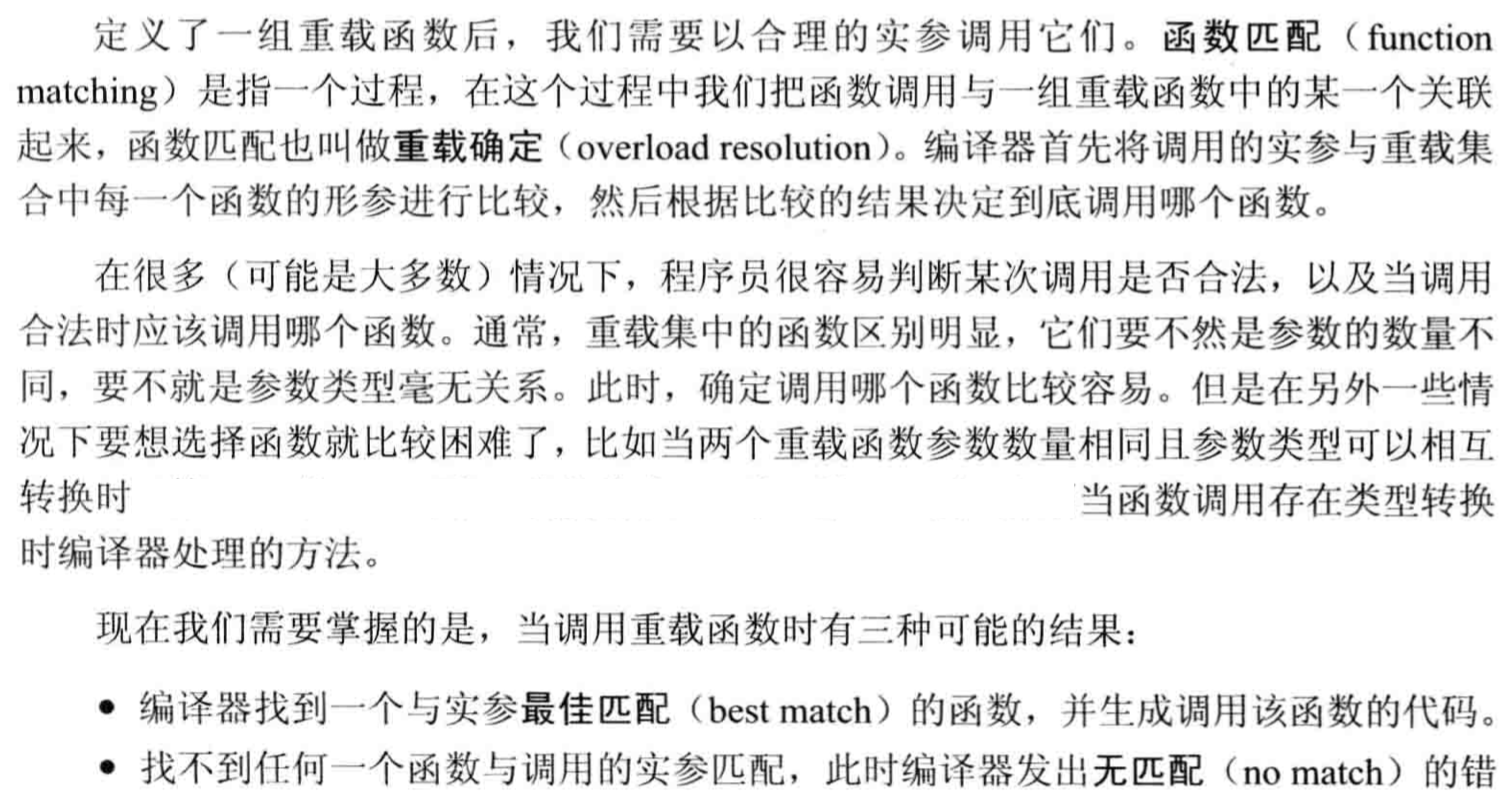 定义了一组重载函数后，我们需要以合理的实参调用它们。函数匹配（function
matching）是指一个过程，在这个过程中我们把函数调用与一组重载函数中的某一个关联
起来，函数匹配也叫做重载确定（overload resolution）。编译器首先将调用的实参与重载集
合中每一个函数的形参进行比较，然后根据比较的结果决定到底调用哪个函数。
在很多（可能是大多数）情况下，程序员很容易判断某次调用是否合法，以及当调用
合法时应该调用哪个函数。通常，重载集中的函数区别明显，它们要不然是参数的数量不
同，要不就是参数类型毫无关系。此时，确定调用哪个函数比较容易。但是在另外一些情
况下要想选择函数就比较困难了，比如当两个重载函数参数数量相同且参数类型可以相互
转换时 当函数调用存在类型转换
时编译器处理的方法。
现在我们需要掌握的是，当调用重载函数时有三种可能的结果：
• 编译器找到一个与实参最佳匹配（best match）的函数，并生成调用该函数的代码。
• 找不到任何一个函数与调用的实参匹配，此时编译器发出无匹配（no match）的错